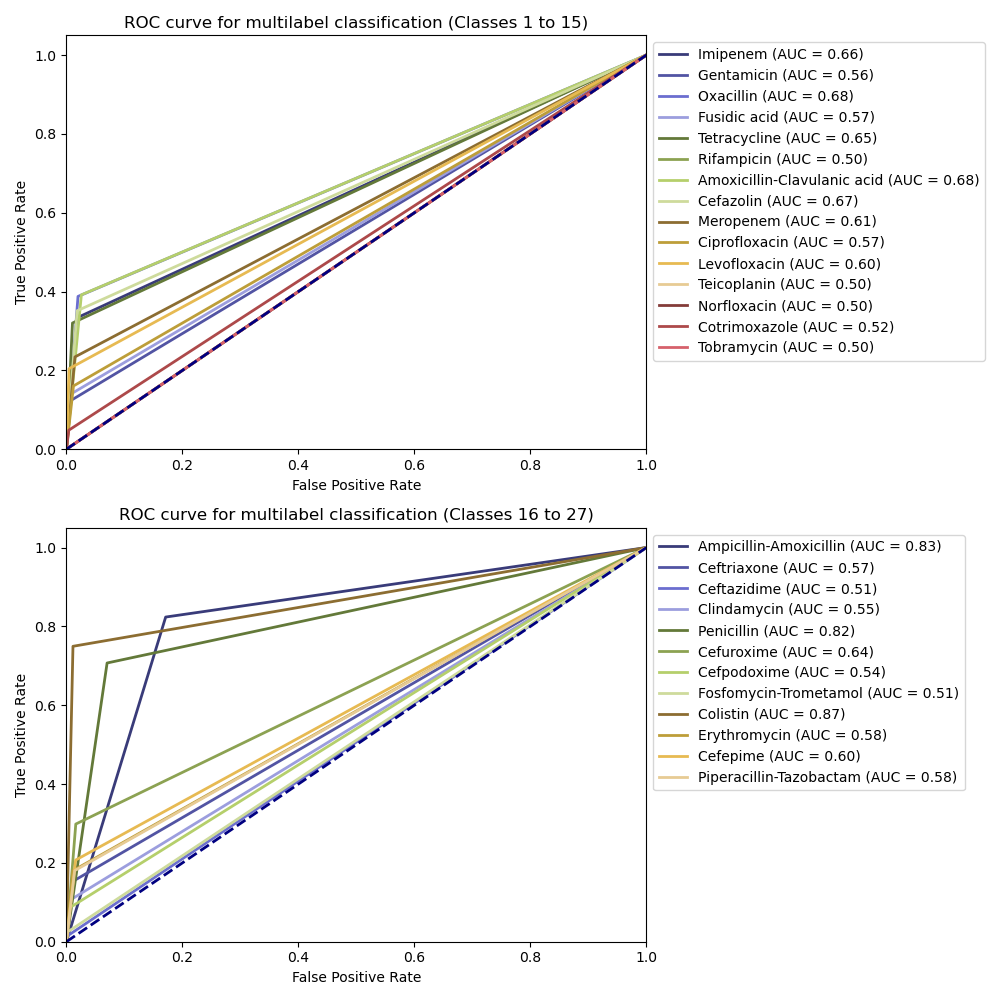 ROC curve for multilabel classification (Classes 1 to 15)
1.0
0.8
0.6
0.4
0.2
0.0
True Positive Rate
0.0 0.2 0.4 0.6 0.8 1.0
False Positive Rate
Imipenem (AUC = 0.66)
Gentamicin (AUC = 0.56)
Oxacillin (AUC = 0.68)
Fusidic acid (AUC = 0.57)
Tetracycline (AUC = 0.65)
Rifampicin (AUC = 0.50)
Amoxicillin-Clavulanic acid (AUC = 0.68)
Cefazolin (AUC = 0.67)
Meropenem (AUC = 0.61)
Ciprofloxacin (AUC = 0.57)
Levofloxacin (AUC = 0.60)
Teicoplanin (AUC = 0.50)
Norfloxacin (AUC = 0.50)
Cotrimoxazole (AUC = 0.52)
Tobramycin (AUC = 0.50)
ROC curve for multilabel classification (Classes 16 to 27)
1.0
0.8
0.6
0.4
0.2
0.0
True Positive Rate
0.0 0.2 0.4 0.6 0.8 1.0
False Positive Rate
Ampicillin-Amoxicillin (AUC = 0.83)
Ceftriaxone (AUC = 0.57)
Ceftazidime (AUC = 0.51)
Clindamycin (AUC = 0.55)
Penicillin (AUC = 0.82)
Cefuroxime (AUC = 0.64)
Cefpodoxime (AUC = 0.54)
Fosfomycin-Trometamol (AUC = 0.51)
Colistin (AUC = 0.87)
Erythromycin (AUC = 0.58)
Cefepime (AUC = 0.60)
Piperacillin-Tazobactam (AUC = 0.58)